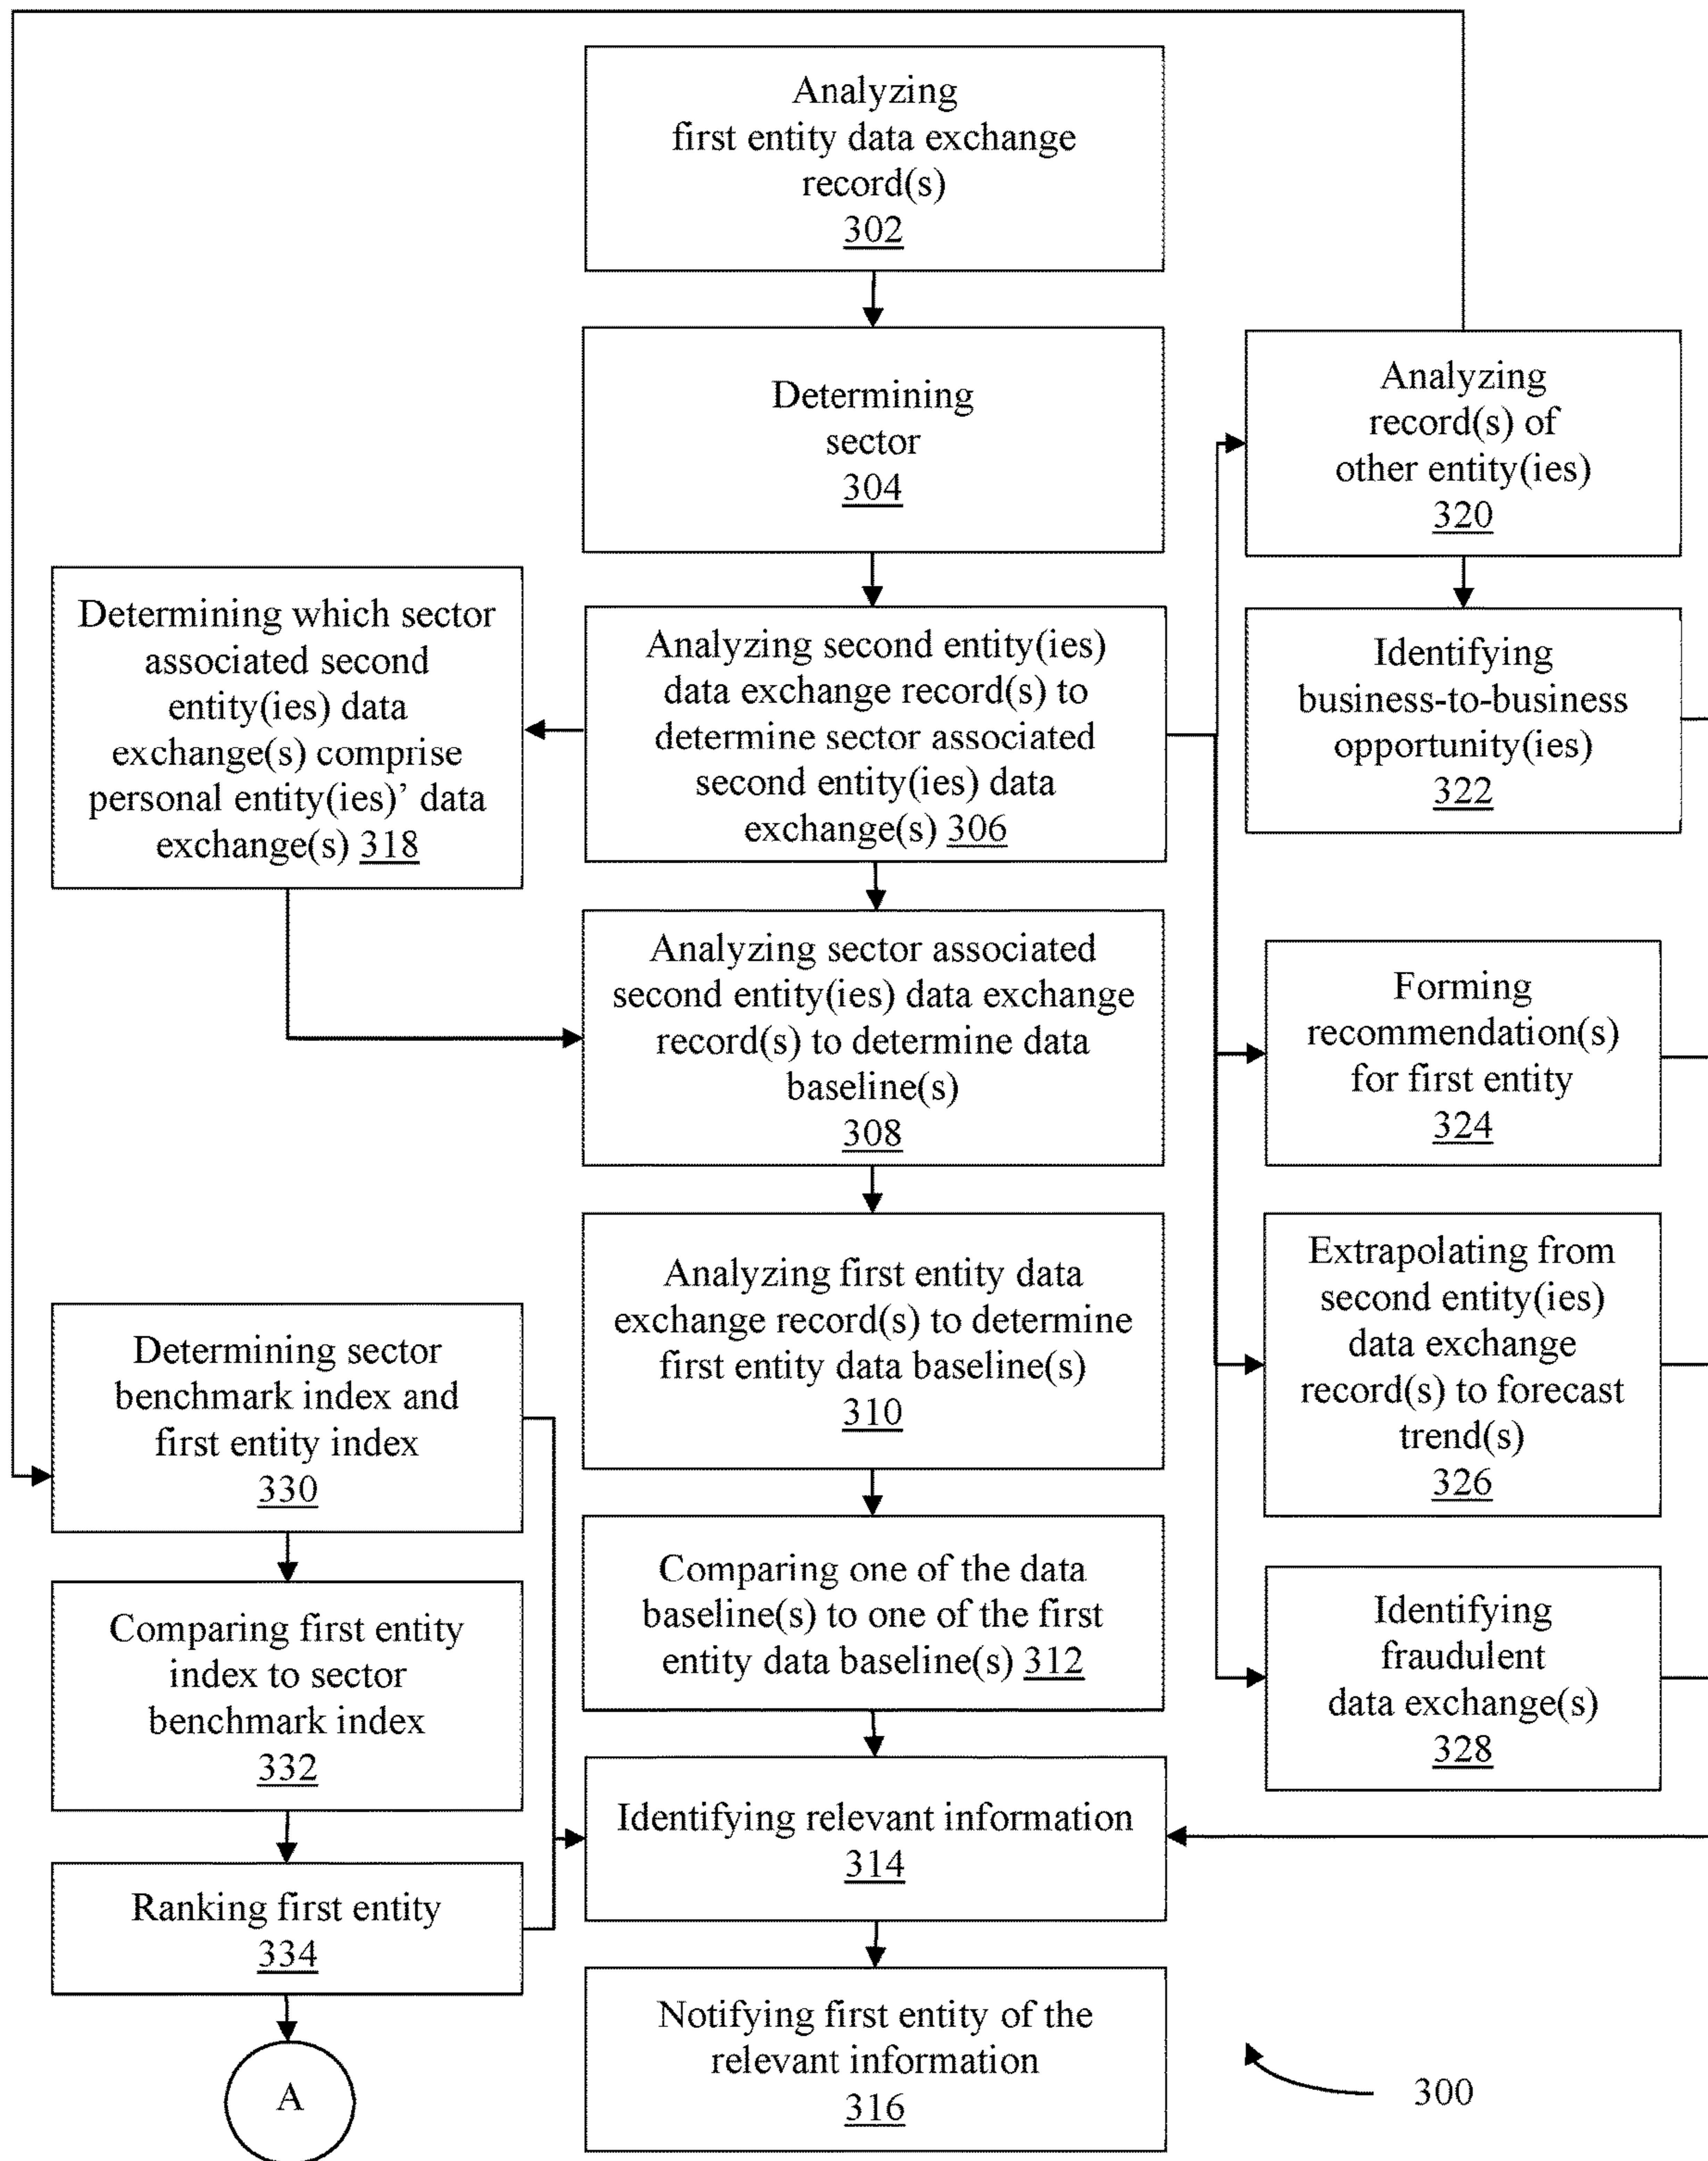 Analyzing
first entity data exchange
record(s)
302
Determining
sector
304
Analyzing
record(s) of
other entity(ies)
320
Determining which sector
associated second
entity(ies) data
exchange(s) comprise
personal entity(ies)’ data
exchange(s) 318
Analyzing second entity(ies)
data exchange record(s) to
determine sector associated
second entity(ies) data
exchange(s) 306
Identifying
business-to-business
opportunity(ies)
322
Analyzing sector associated
second entity(ies) data exchange
record(s) to determine data
baseline(s)
308
Forming
recommendation(s)
for first entity
324
Analyzing first entity data
exchange record(s) to determine
first entity data baseline(s)
310
Extrapolating from
second entity(ies)
data exchange
record(s) to forecast
trend(s)
326
Determining sector
benchmark index and
first entity index
330
Comparing one of the data
baseline(s) to one of the first
entity data baseline(s) 312
Identifying
fraudulent
data exchange(s)
328
Comparing first entity
index to sector
benchmark index
332
Identifying relevant information
314
Ranking first entity
334
Notifying first entity of the
relevant information
316
A
300